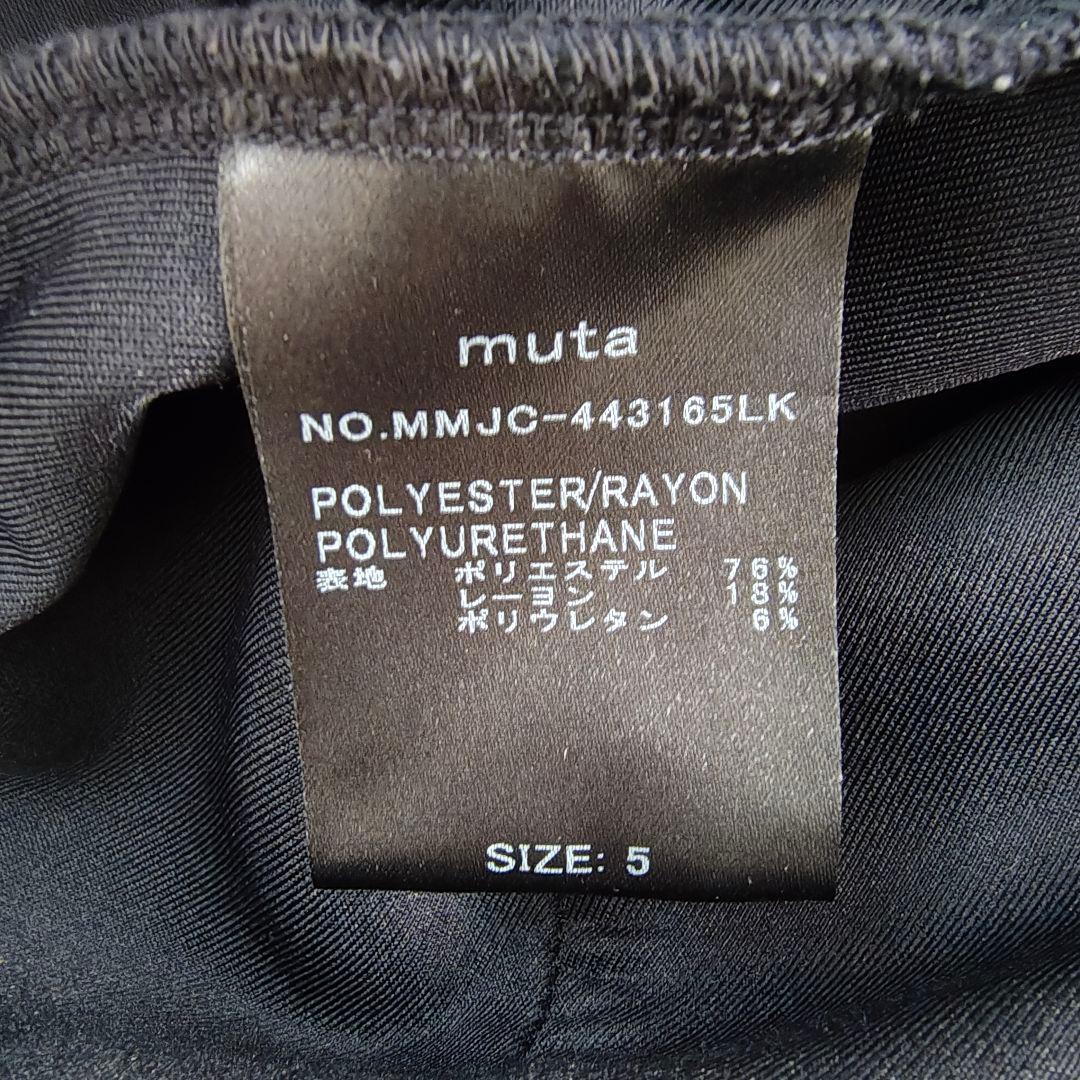 muta
NO.MMJC-443165LK
POLYESTER/RAYON
POLYURETHANE
表地 ポリエステル 76%
レーヨン 18%
ポリウレタン 6%
SIZE: 5